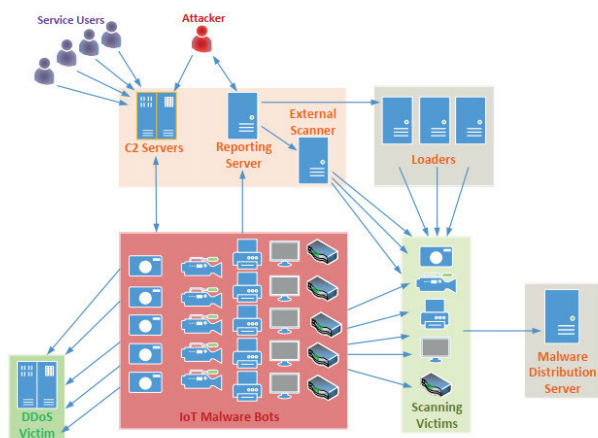 Service Users
Attacker
C2 Servers
Reporting
Server
External
Scanner
Loaders
IoT Malware Bots
DDoS
Victim
Scanning
Victims
Malware
Distribution
Server